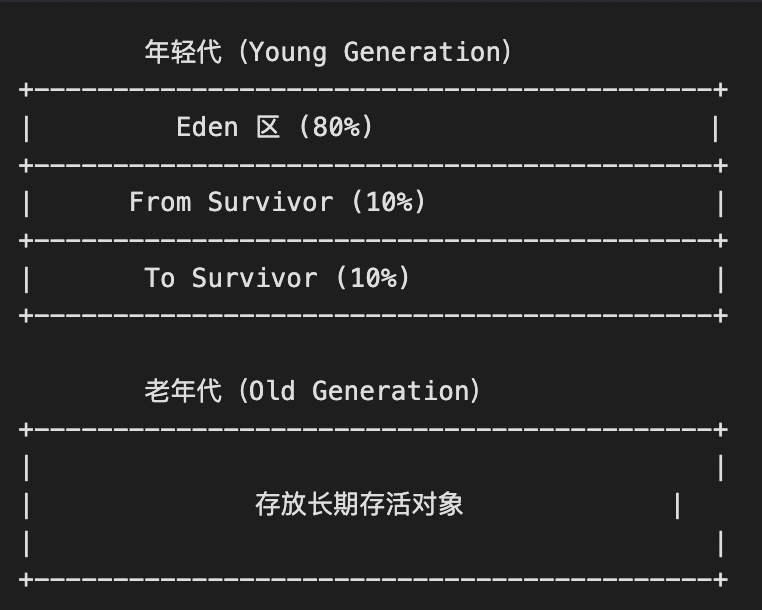 年轻代 (Young Generation)
+--------------------------------------------+
|         Eden 区 (80%)                      |
+--------------------------------------------+
|      From Survivor (10%)                   |
+--------------------------------------------+
|       To Survivor (10%)                    |
+--------------------------------------------+
老年代 (Old Generation)
+--------------------------------------------+
|                                            |
|              存放长期存活对象             |
|                                            |
+--------------------------------------------+